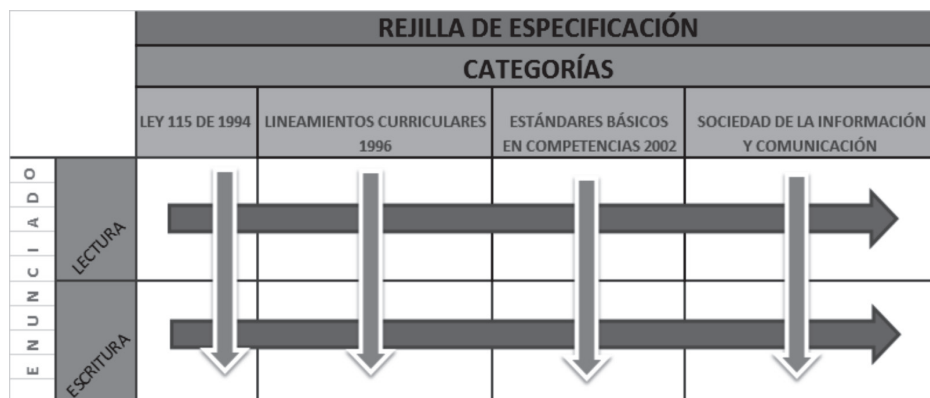 REJILLA DE ESPECIFICACIÓN
CATEGORÍAS
LEY 115 DE 1994
LINEAMIENTOS CURRICULARES
1996
ESTÁNDARES BÁSICOS
EN COMPETENCIAS 2002
SOCIEDAD DE LA INFORMACIÓN
Y COMUNICACIÓN
ENUNCIADO
LECTURA
ESCRITURA